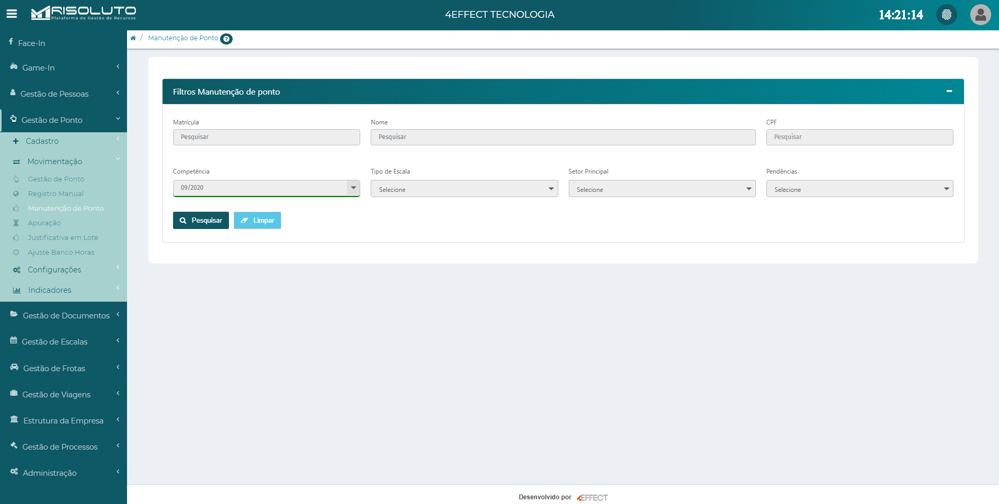 RISOLUTO
Plataforma de Gestão de Recursos
4EFFECT TECNOLOGIA
14:21:14
Face-In
Game-In
Gestão de Pessoas
Gestão de Ponto
Cadastro
Movimentação
Gestão de Ponto
Registro Manual
Manutenção de Ponto
Apuração
Justificativa em Lote
Ajuste Banco Horas
Configurações
Indicadores
Gestão de Documentos
Gestão de Escalas
Gestão de Frotas
Gestão de Viagens
Estrutura da Empresa
Gestão de Processos
Administração
/ Manutenção de Ponto ?
Filtros Manutenção de ponto
Matrícula Nome CPF
Pesquisar Pesquisar Pesquisar
Competência Tipo de Escala Setor Principal Pendências
09/2020 Selecione Selecione Selecione
Pesquisar Limpar
Desenvolvido por 4EFFECT